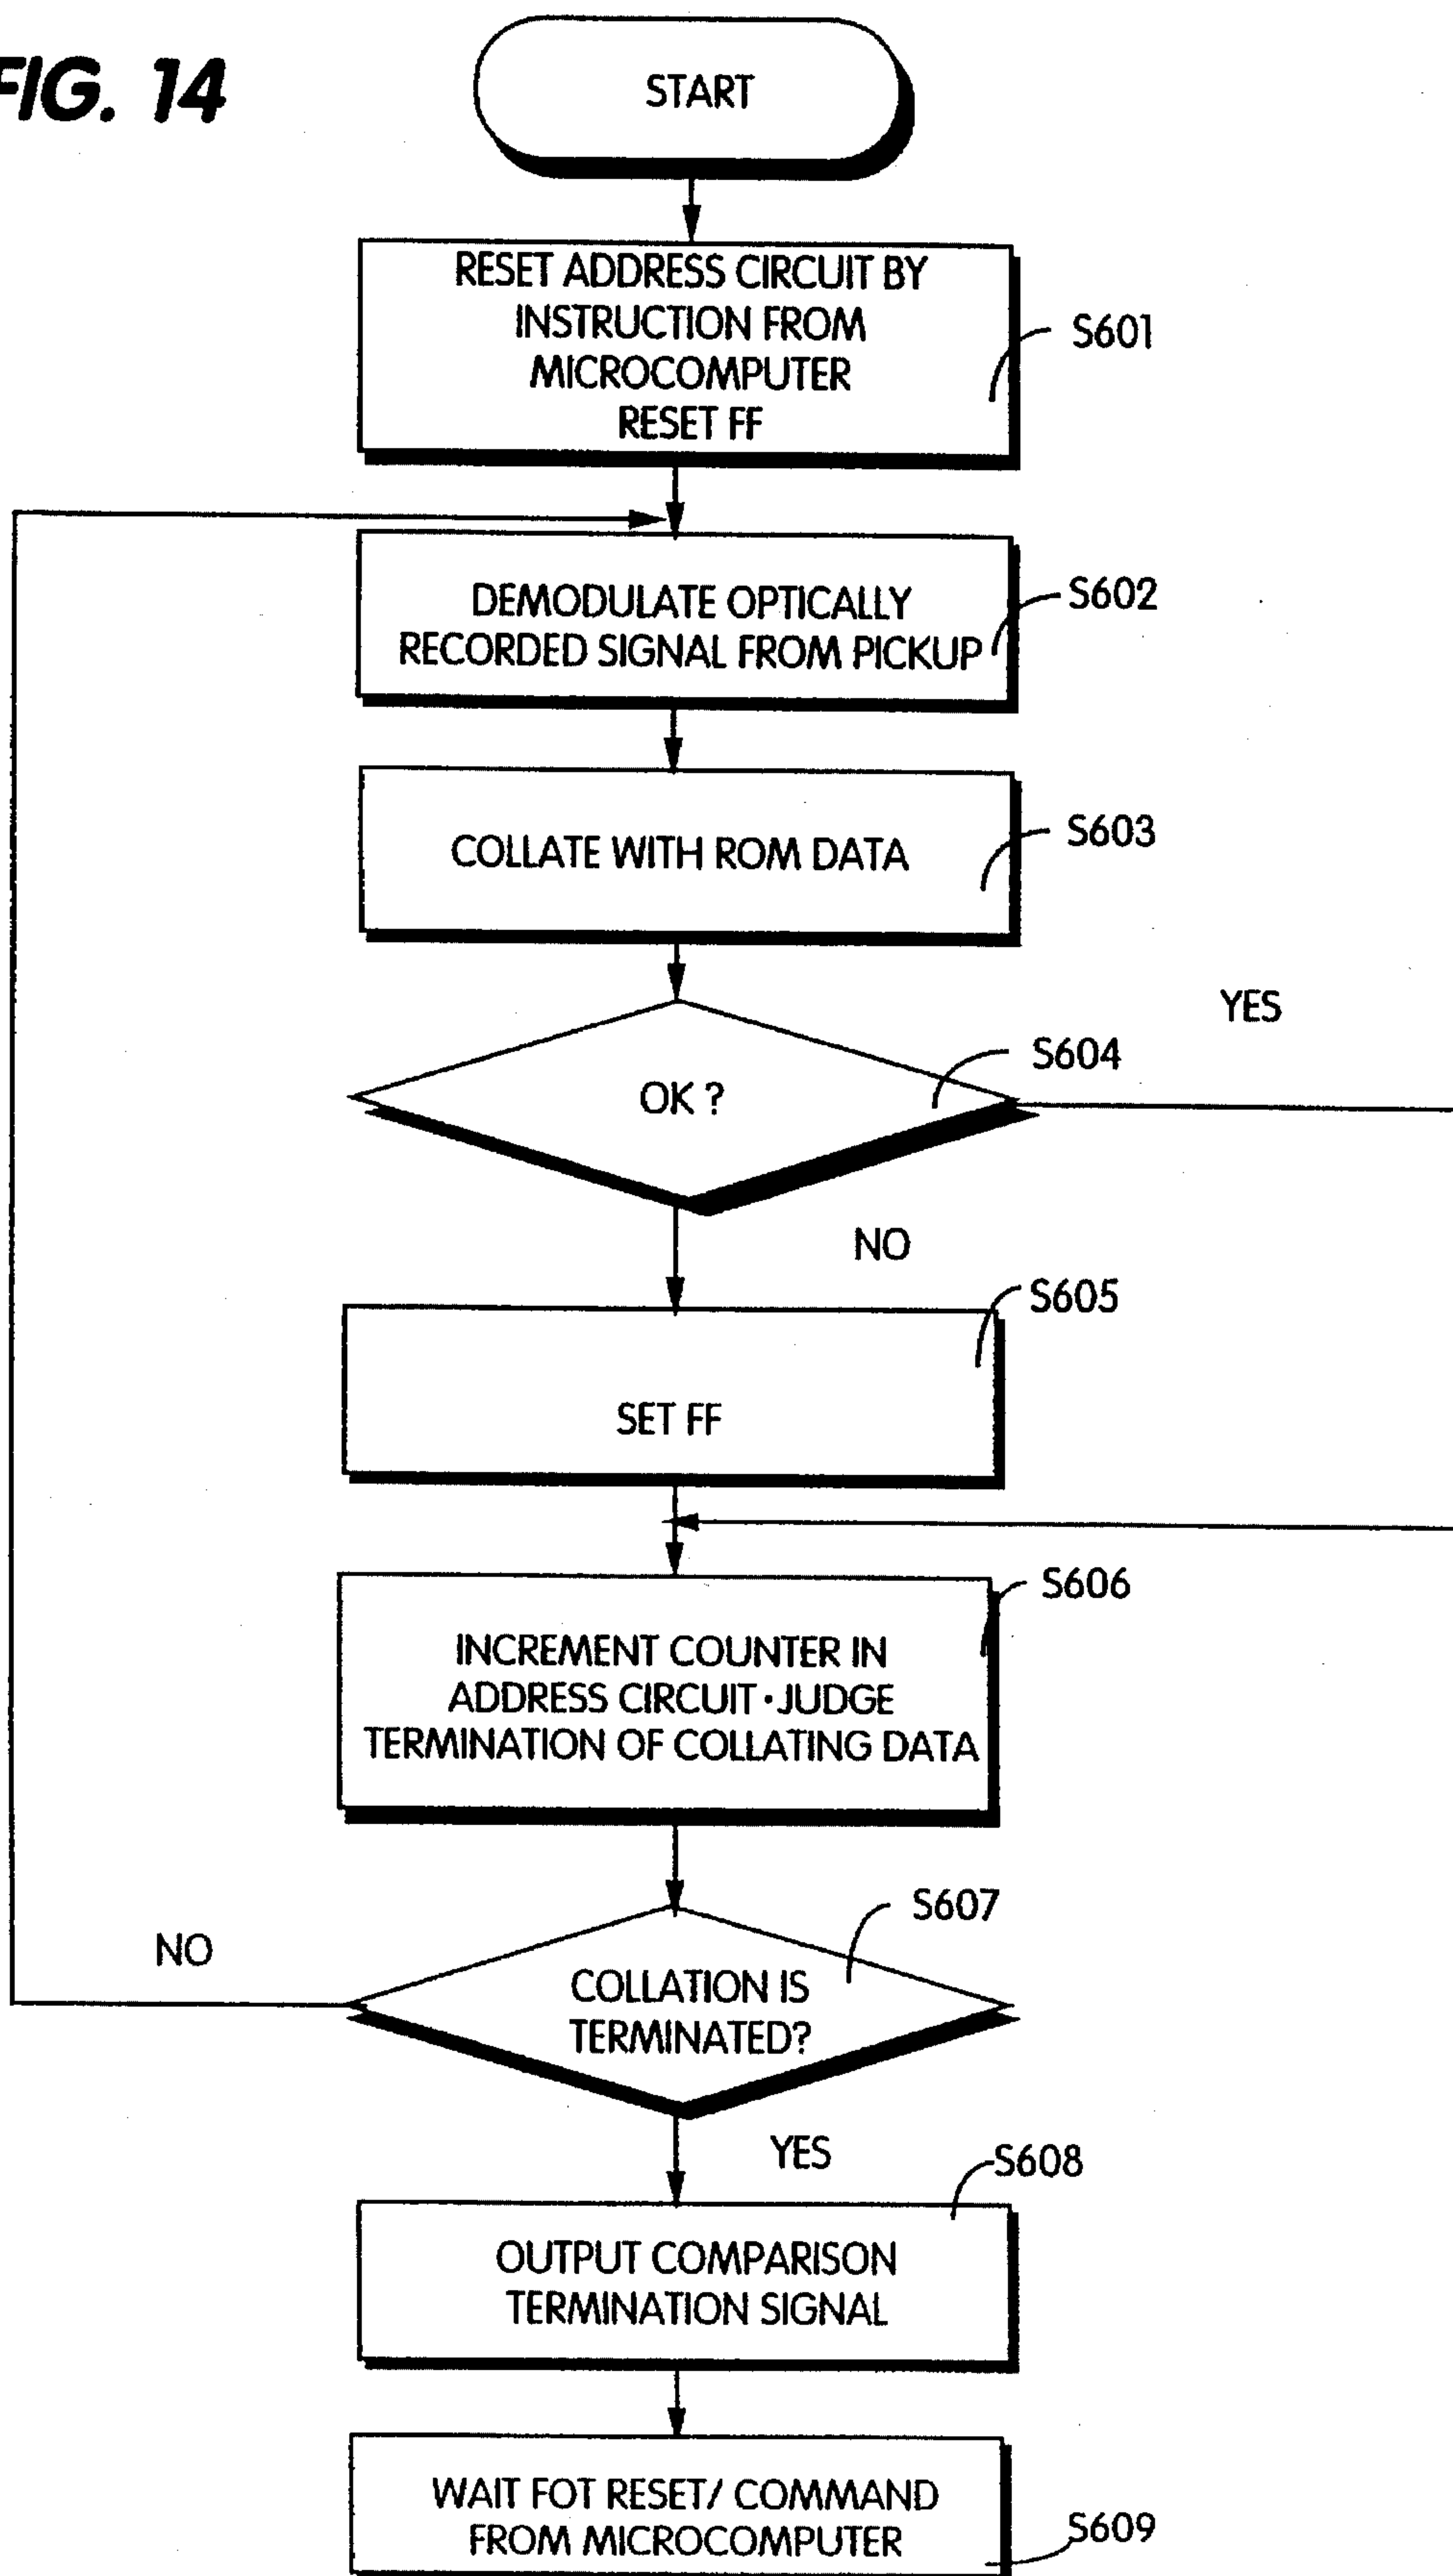 FIG. 14
START
RESET ADDRESS CIRCUIT BY
INSTRUCTION FROM
MICROCOMPUTER
RESET FF
S601
DEMODULATE OPTICALLY
RECORDED SIGNAL FROM PICKUP
S602
COLLATE WITH ROM DATA
S603
YES
OK ?
S604
NO
S605
SET FF
S606
INCREMENT COUNTER IN
ADDRESS CIRCUIT · JUDGE
TERMINATION OF COLLATING DATA
S607
NO
COLLATION IS
TERMINATED?
YES
S608
OUTPUT COMPARISON
TERMINATION SIGNAL
WAIT FOT RESET/ COMMAND
FROM MICROCOMPUTER
S609